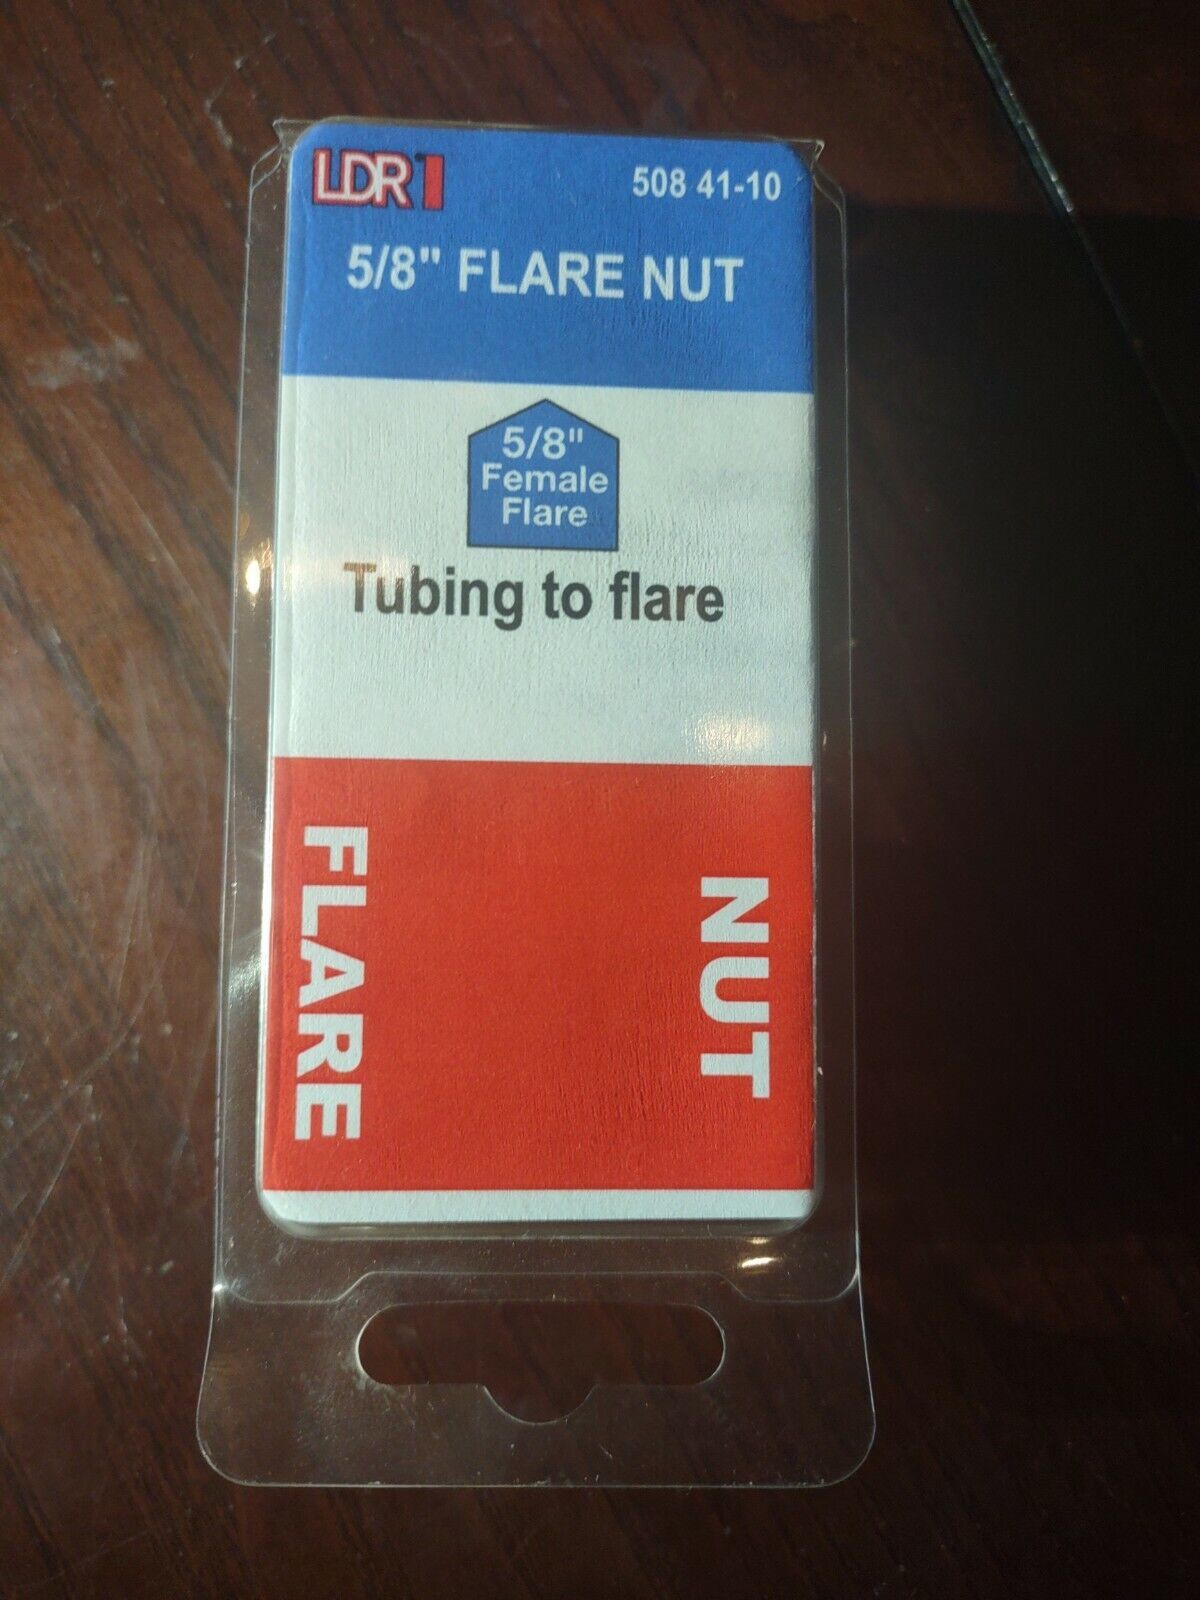 LDR
508 41-10
5/8" FLARE NUT
5/8"
Female
Flare
Tubing to flare
FLARE
NUT